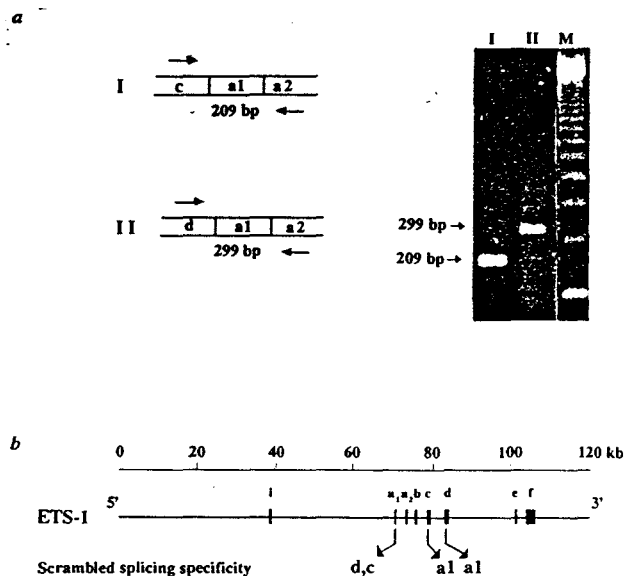 a
I II M
I
c a1 a2
209 bp
II
d a1 a2
299 bp
299 bp
209 bp
b
0 20 40 60 80 100 120 kb
5' 3'
a1 a2 b c d e f
ETS-1
Scrambled splicing specificity d,c a1 a1